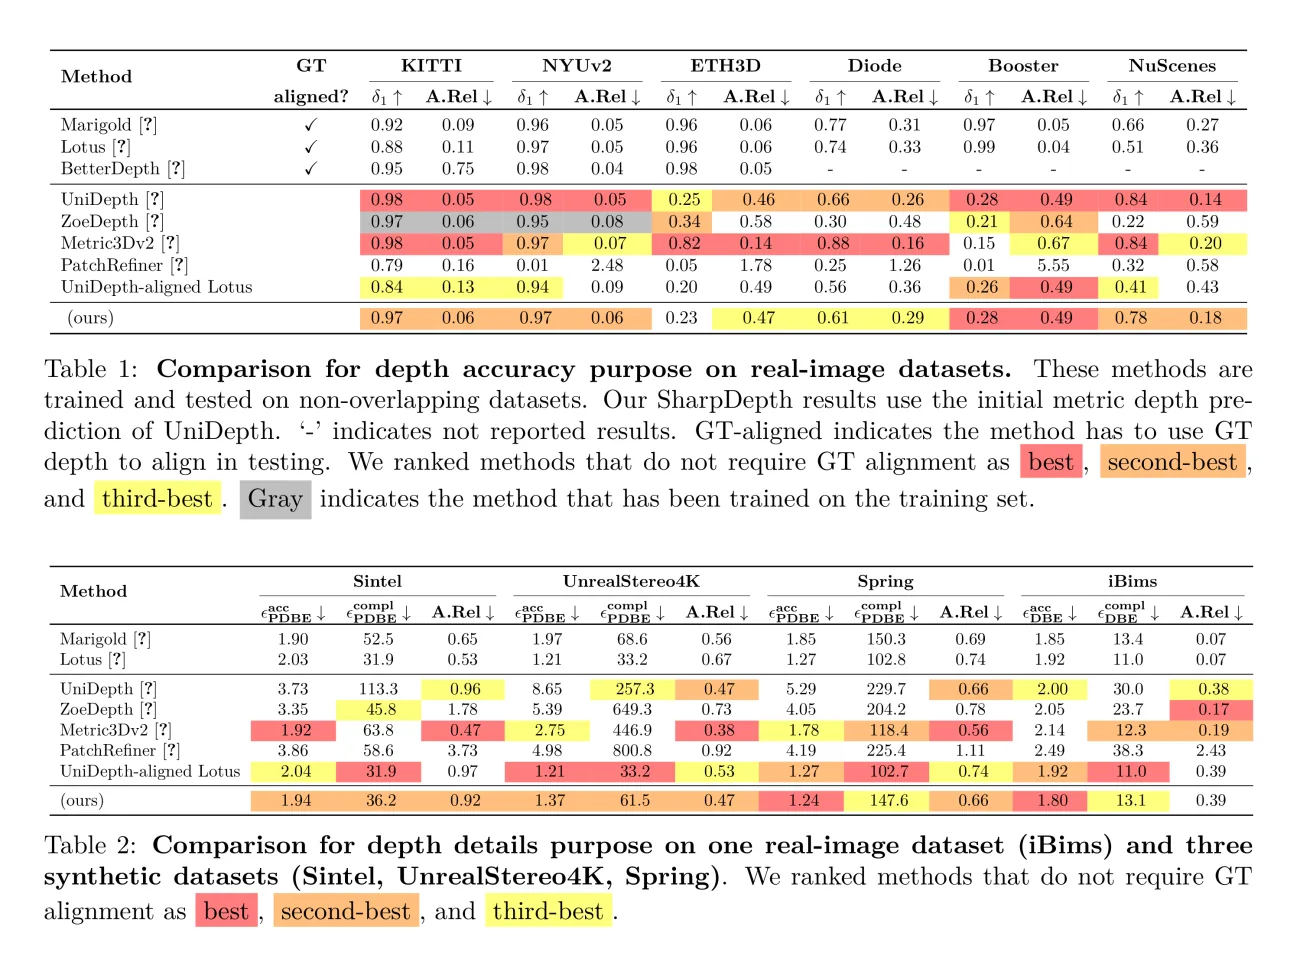 Method GT KITTI NYUv2 ETH3D Diode Booster NuScenes
aligned? δ1 ↑ A.Rel ↓ δ1 ↑ A.Rel ↓ δ1 ↑ A.Rel ↓ δ1 ↑ A.Rel ↓ δ1 ↑ A.Rel ↓ δ1 ↑ A.Rel ↓
Marigold [?] ✓ 0.92 0.09 0.96 0.05 0.96 0.06 0.77 0.31 0.97 0.05 0.66 0.27
Lotus [?] ✓ 0.88 0.11 0.97 0.05 0.96 0.06 0.74 0.33 0.99 0.04 0.51 0.36
BetterDepth [?] ✓ 0.95 0.75 0.98 0.04 0.98 0.05 - - - - - -
UniDepth [?] 0.98 0.05 0.98 0.05 0.25 0.46 0.66 0.26 0.28 0.49 0.84 0.14
ZoeDepth [?] 0.97 0.06 0.95 0.08 0.34 0.58 0.30 0.48 0.21 0.64 0.22 0.59
Metric3Dv2 [?] 0.98 0.05 0.97 0.07 0.82 0.14 0.88 0.16 0.15 0.67 0.84 0.20
PatchRefiner [?] 0.79 0.16 0.01 2.48 0.05 1.78 0.25 1.26 0.01 5.55 0.32 0.58
UniDepth-aligned Lotus 0.84 0.13 0.94 0.09 0.20 0.49 0.56 0.36 0.26 0.49 0.41 0.43
(ours) 0.97 0.06 0.97 0.06 0.23 0.47 0.61 0.29 0.28 0.49 0.78 0.18
Table 1: Comparison for depth accuracy purpose on real-image datasets. These methods are
trained and tested on non-overlapping datasets. Our SharpDepth results use the initial metric depth pre-
diction of UniDepth. ‘-’ indicates not reported results. GT-aligned indicates the method has to use GT
depth to align in testing. We ranked methods that do not require GT alignment as best , second-best ,
and third-best . Gray indicates the method that has been trained on the training set.
Method Sintel UnrealStereo4K Spring iBims
ϵ^acc_PDBE ↓ ϵ^compl_PDBE ↓ A.Rel ↓ ϵ^acc_PDBE ↓ ϵ^compl_PDBE ↓ A.Rel ↓ ϵ^acc_PDBE ↓ ϵ^compl_PDBE ↓ A.Rel ↓ ϵ^acc_DBE ↓ ϵ^compl_DBE ↓ A.Rel ↓
Marigold [?] 1.90 52.5 0.65 1.97 68.6 0.56 1.85 150.3 0.69 1.85 13.4 0.07
Lotus [?] 2.03 31.9 0.53 1.21 33.2 0.67 1.27 102.8 0.74 1.92 11.0 0.07
UniDepth [?] 3.73 113.3 0.96 8.65 257.3 0.47 5.29 229.7 0.66 2.00 30.0 0.38
ZoeDepth [?] 3.35 45.8 1.78 5.39 649.3 0.73 4.05 204.2 0.78 2.05 23.7 0.17
Metric3Dv2 [?] 1.92 63.8 0.47 2.75 446.9 0.38 1.78 118.4 0.56 2.14 12.3 0.19
PatchRefiner [?] 3.86 58.6 3.73 4.98 800.8 0.92 4.19 225.4 1.11 2.49 38.3 2.43
UniDepth-aligned Lotus 2.04 31.9 0.97 1.21 33.2 0.53 1.27 102.7 0.74 1.92 11.0 0.39
(ours) 1.94 36.2 0.92 1.37 61.5 0.47 1.24 147.6 0.66 1.80 13.1 0.39
Table 2: Comparison for depth details purpose on one real-image dataset (iBims) and three
synthetic datasets (Sintel, UnrealStereo4K, Spring). We ranked methods that do not require GT
alignment as best , second-best , and third-best .